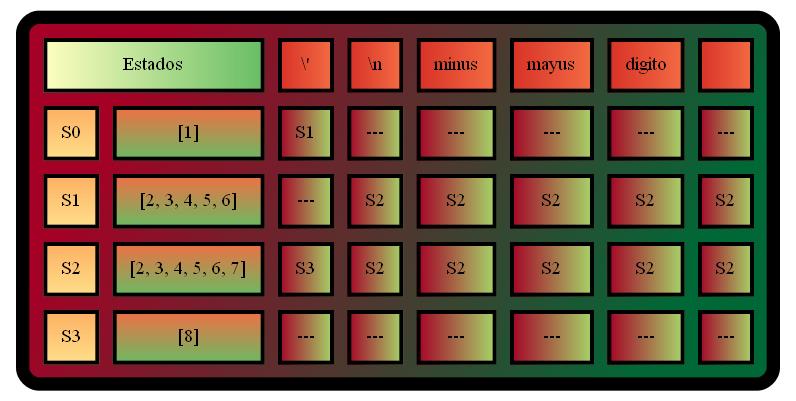 Estados \' \n minus mayus digito
S0 [1] S1 --- --- --- --- ---
S1 [2, 3, 4, 5, 6] --- S2 S2 S2 S2 S2
S2 [2, 3, 4, 5, 6, 7] S3 S2 S2 S2 S2 S2
S3 [8] --- --- --- --- --- ---